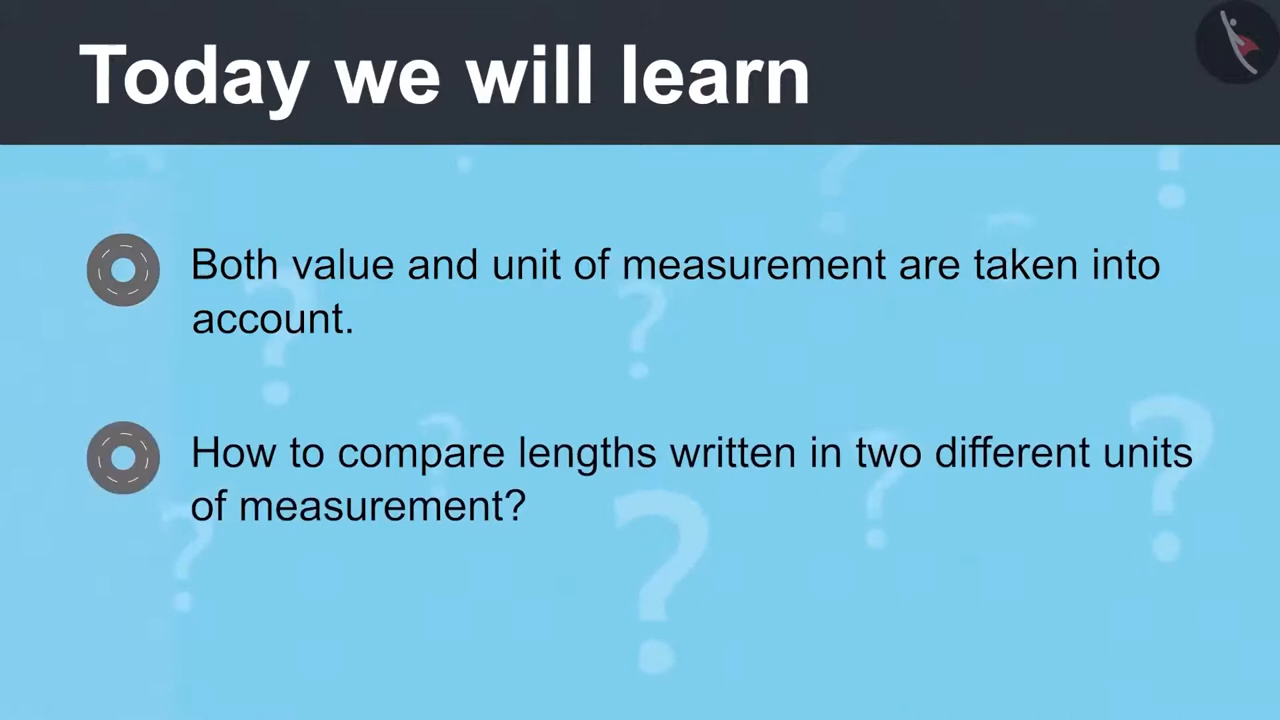 Today we will learn
Both value and unit of measurement are taken into
account.
How to compare lengths written in two different units
of measurement?